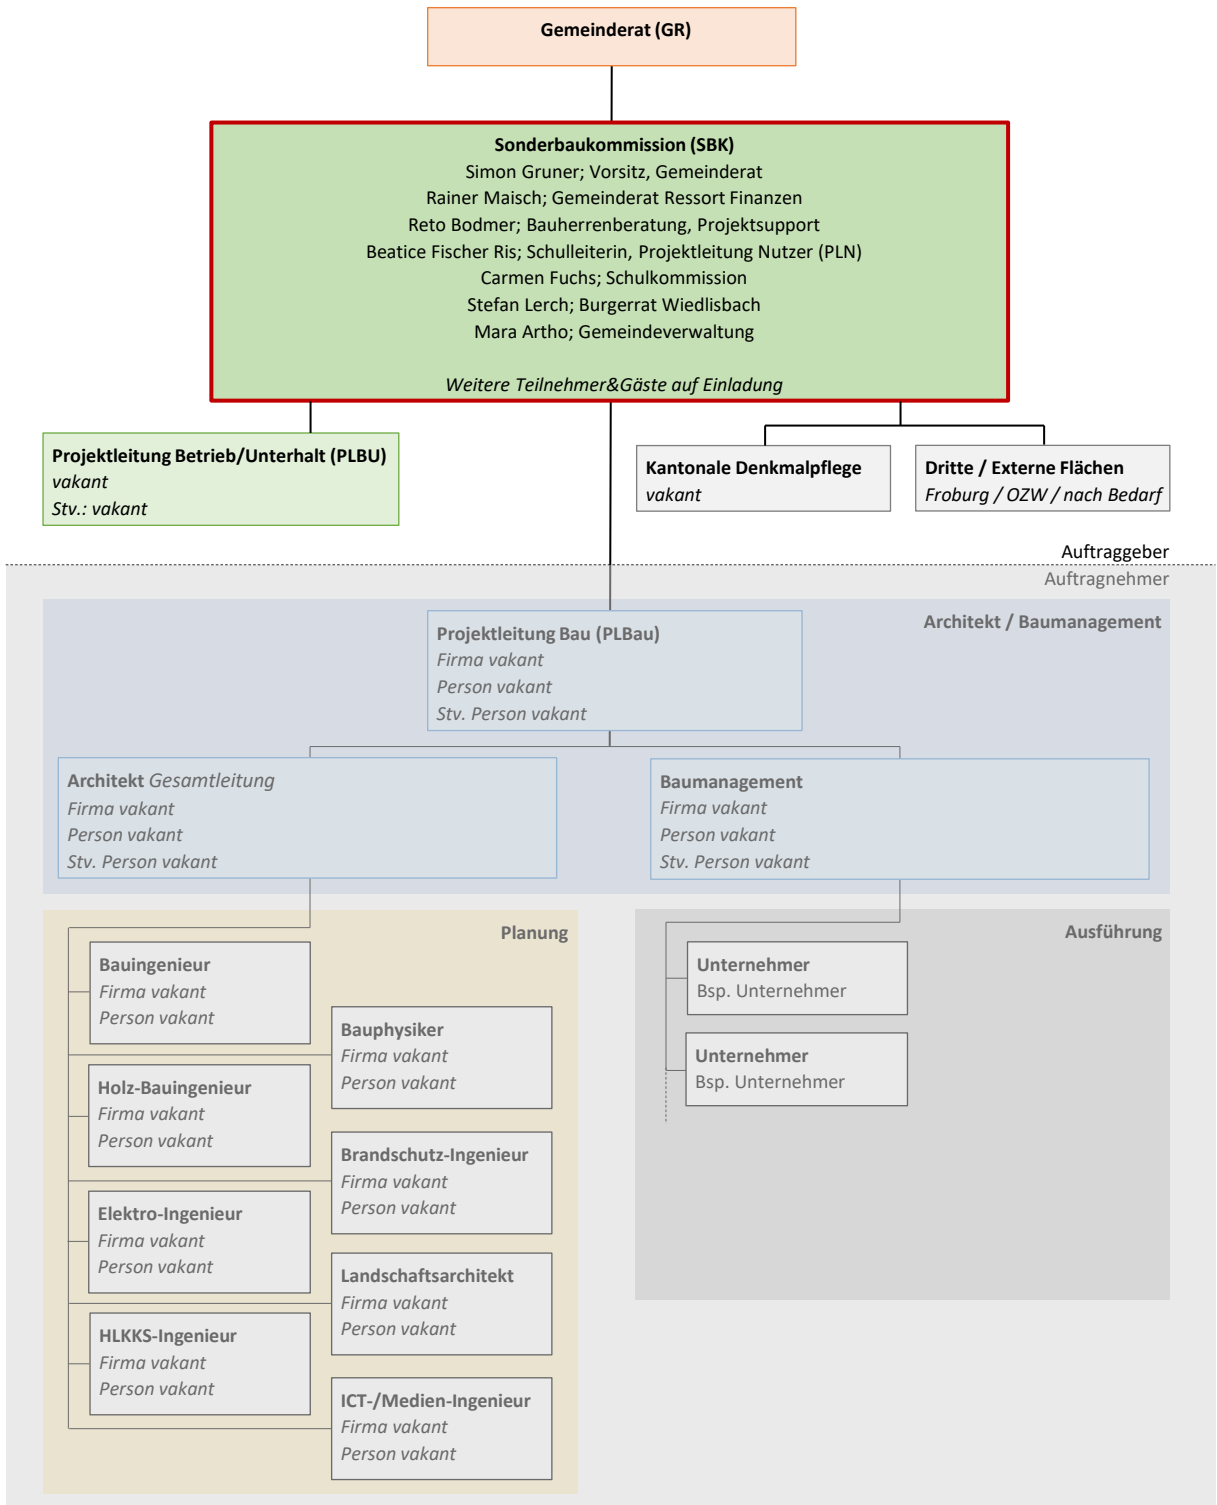 Gemeinderat (GR)
Sonderbaukommission (SBK)
Simon Gruner; Vorsitz, Gemeinderat
Rainer Maisch; Gemeinderat Ressort Finanzen
Reto Bodmer; Bauherrenberatung, Projektsupport
Beatice Fischer Ris; Schulleiterin, Projektleitung Nutzer (PLN)
Carmen Fuchs; Schulkommission
Stefan Lerch; Burgerrat Wiedlisbach
Mara Artho; Gemeindeverwaltung
Weitere Teilnehmer&Gäste auf Einladung
Projektleitung Betrieb/Unterhalt (PLBU)
vakant
Stv.: vakant
Kantonale Denkmalpflege
vakant
Dritte / Externe Flächen
Froburg / OZW / nach Bedarf
Auftraggeber
Auftragnehmer
Architekt / Baumanagement
Projektleitung Bau (PLBau)
Firma vakant
Person vakant
Stv. Person vakant
Architekt Gesamtleitung
Firma vakant
Person vakant
Stv. Person vakant
Baumanagement
Firma vakant
Person vakant
Stv. Person vakant
Planung
Bauingenieur
Firma vakant
Person vakant
Bauphysiker
Firma vakant
Person vakant
Holz-Bauingenieur
Firma vakant
Person vakant
Brandschutz-Ingenieur
Firma vakant
Person vakant
Elektro-Ingenieur
Firma vakant
Person vakant
Landschaftsarchitekt
Firma vakant
Person vakant
HLKKS-Ingenieur
Firma vakant
Person vakant
ICT-/Medien-Ingenieur
Firma vakant
Person vakant
Ausführung
Unternehmer
Bsp. Unternehmer
Unternehmer
Bsp. Unternehmer